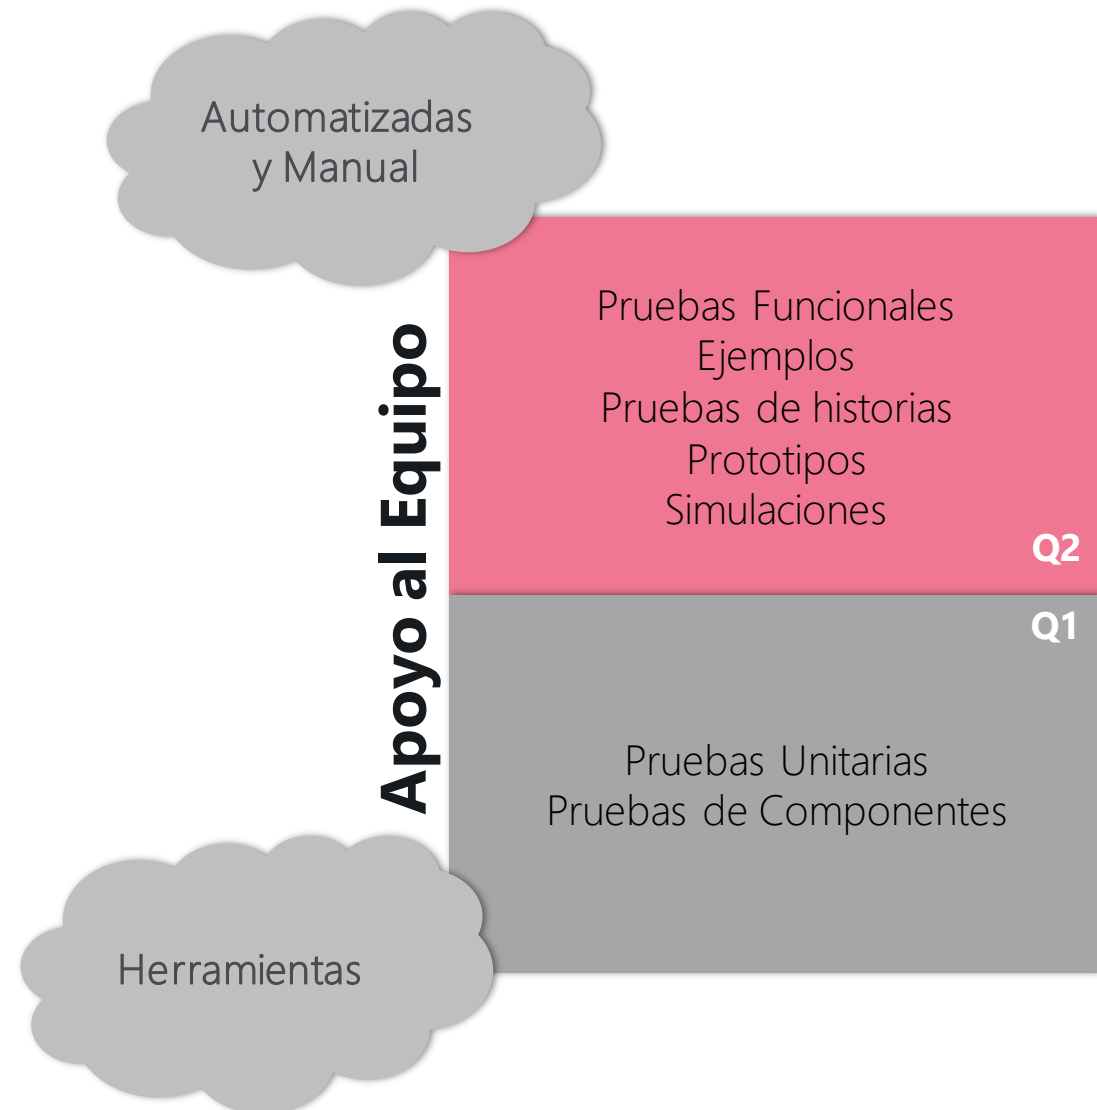 Automatizadas
y Manual
Apoyo al Equipo
Pruebas Funcionales
Ejemplos
Pruebas de historias
Prototipos
Simulaciones
Q2
Q1
Pruebas Unitarias
Pruebas de Componentes
Herramientas